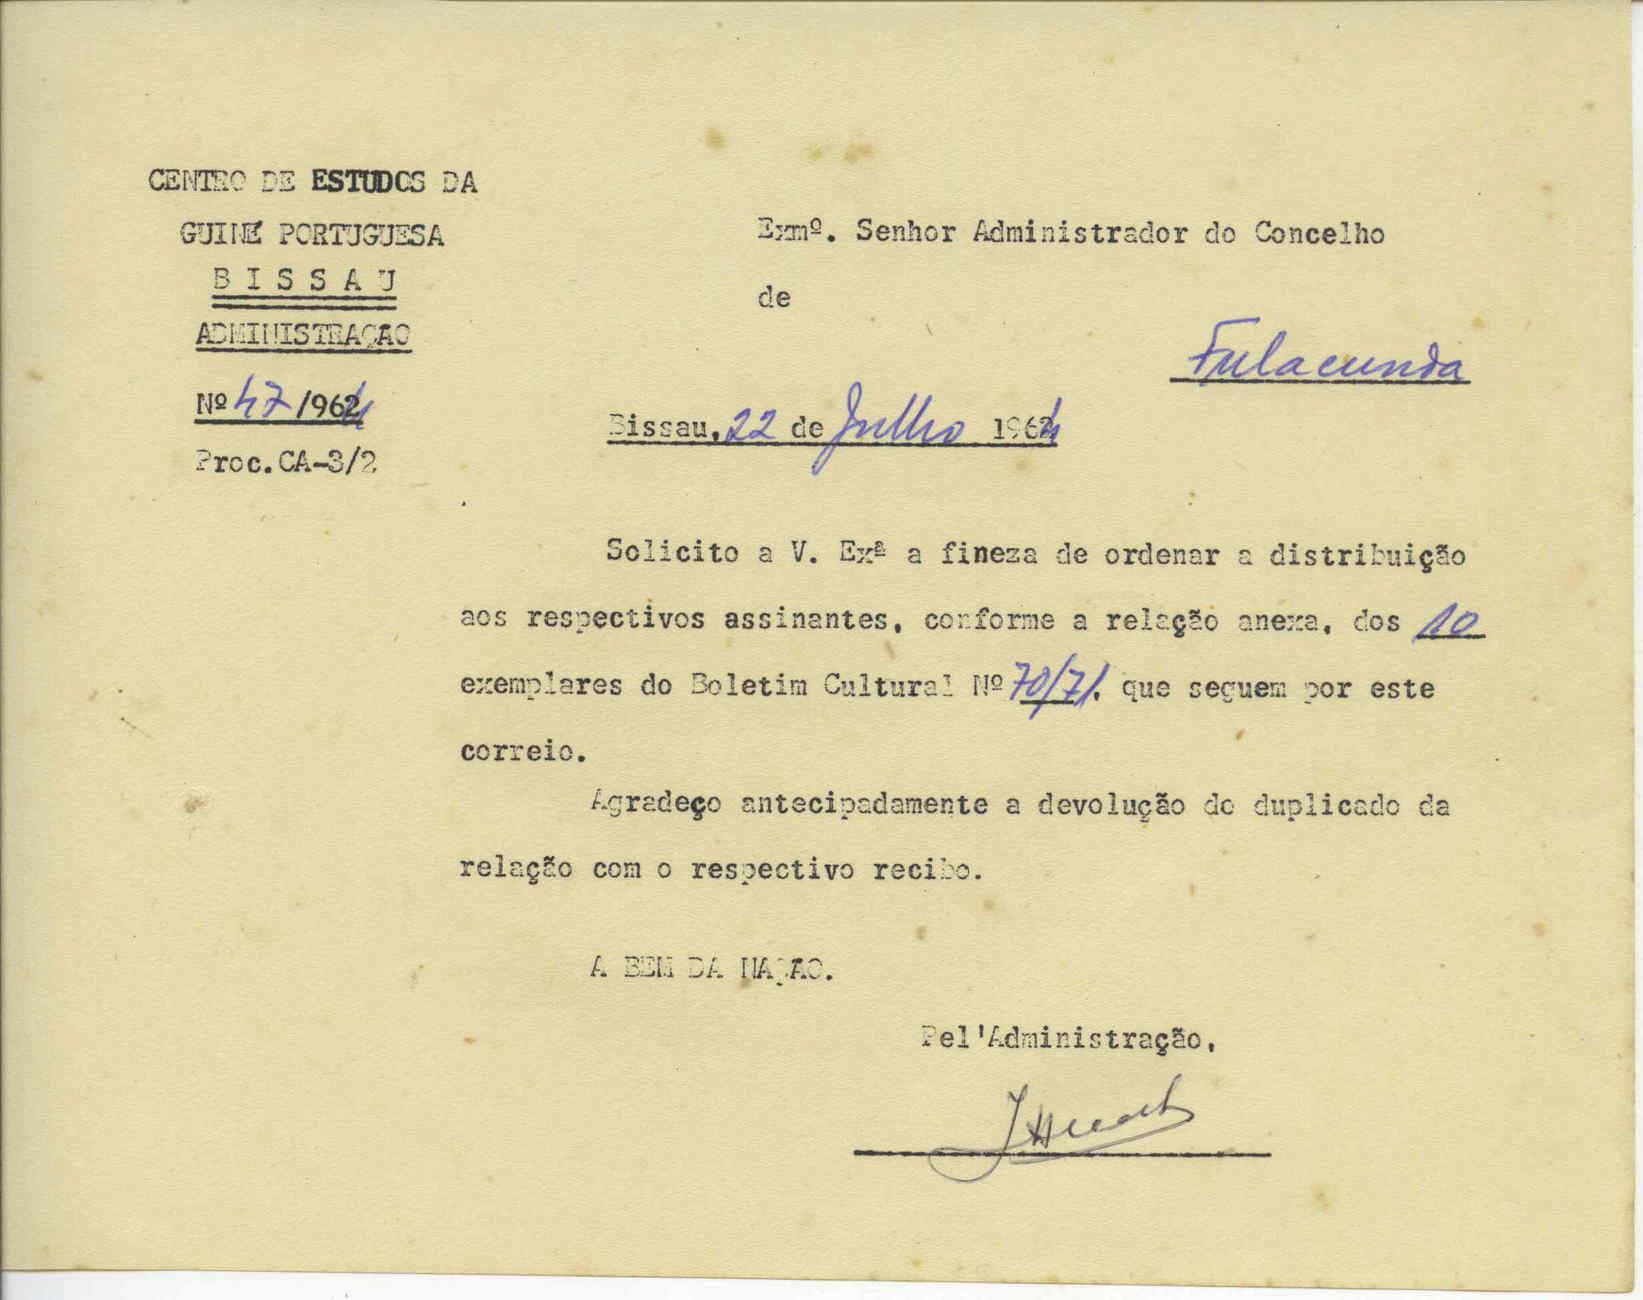 CENTRO DE ESTUDOS DA
GUINÉ PORTUGUESA
B I S S A U
ADMINISTRAÇÃO
Nº 47/1964
Proc.CA-3/2
Exmº. Senhor Administrador do Concelho
de
Fulacunda
Bissau, 22 de Julho 1964
Solicito a V. Exª a fineza de ordenar a distribuição
aos respectivos assinantes, conforme a relação anexa, dos 10
exemplares do Boletim Cultural Nº 70/71, que seguem por este
correio.
Agradeço antecipadamente a devolução do duplicado da
relação com o respectivo recibo.
A BEM DA NAÇÃO.
Pel'Administração,